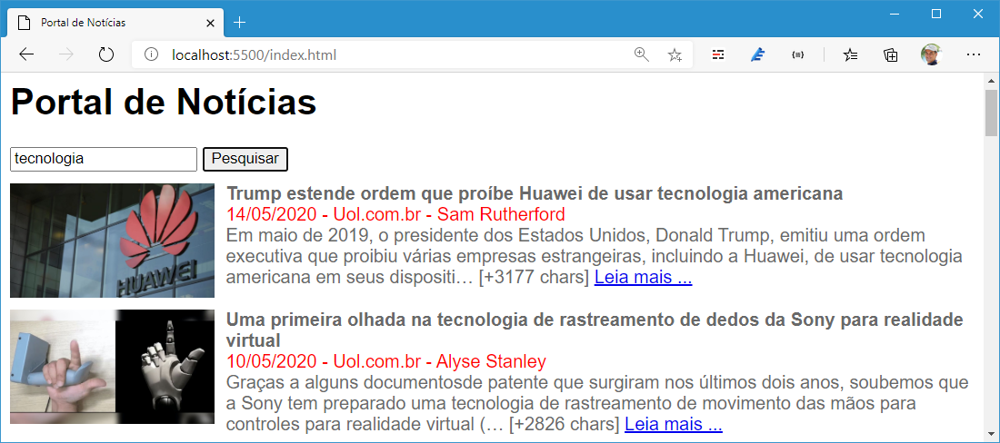 Portal de Notícias
localhost:5500/index.html
Portal de Notícias
tecnologia
Pesquisar
HUAWEI
Trump estende ordem que proíbe Huawei de usar tecnologia americana
14/05/2020 - Uol.com.br - Sam Rutherford
Em maio de 2019, o presidente dos Estados Unidos, Donald Trump, emitiu uma ordem
executiva que proibiu várias empresas estrangeiras, incluindo a Huawei, de usar tecnologia
americana em seus dispositi… [+3177 chars] Leia mais ...
Uma primeira olhada na tecnologia de rastreamento de dedos da Sony para realidade
virtual
10/05/2020 - Uol.com.br - Alyse Stanley
Graças a alguns documentosde patente que surgiram nos últimos dois anos, soubemos que
a Sony tem preparado uma tecnologia de rastreamento de movimento das mãos para
controles para realidade virtual (… [+2826 chars] Leia mais ...